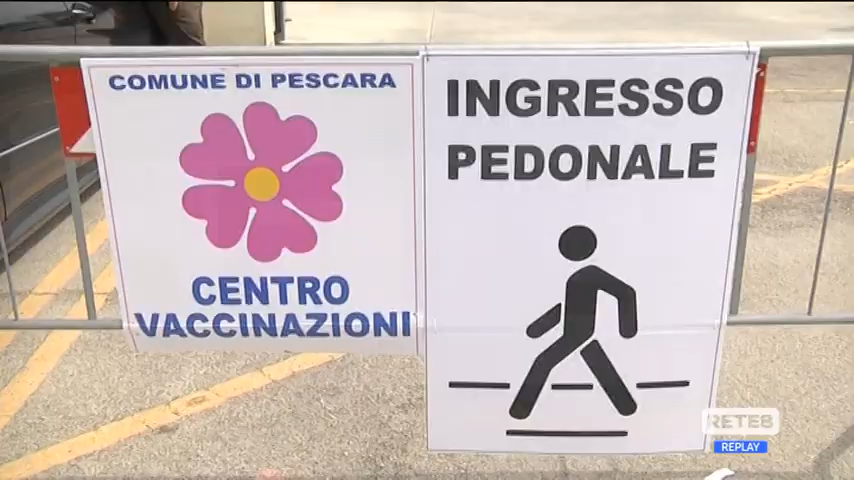 COMUNE DI PESCARA
CENTRO
VACCINAZIONI
INGRESSO
PEDONALE
RETE8
REPLAY